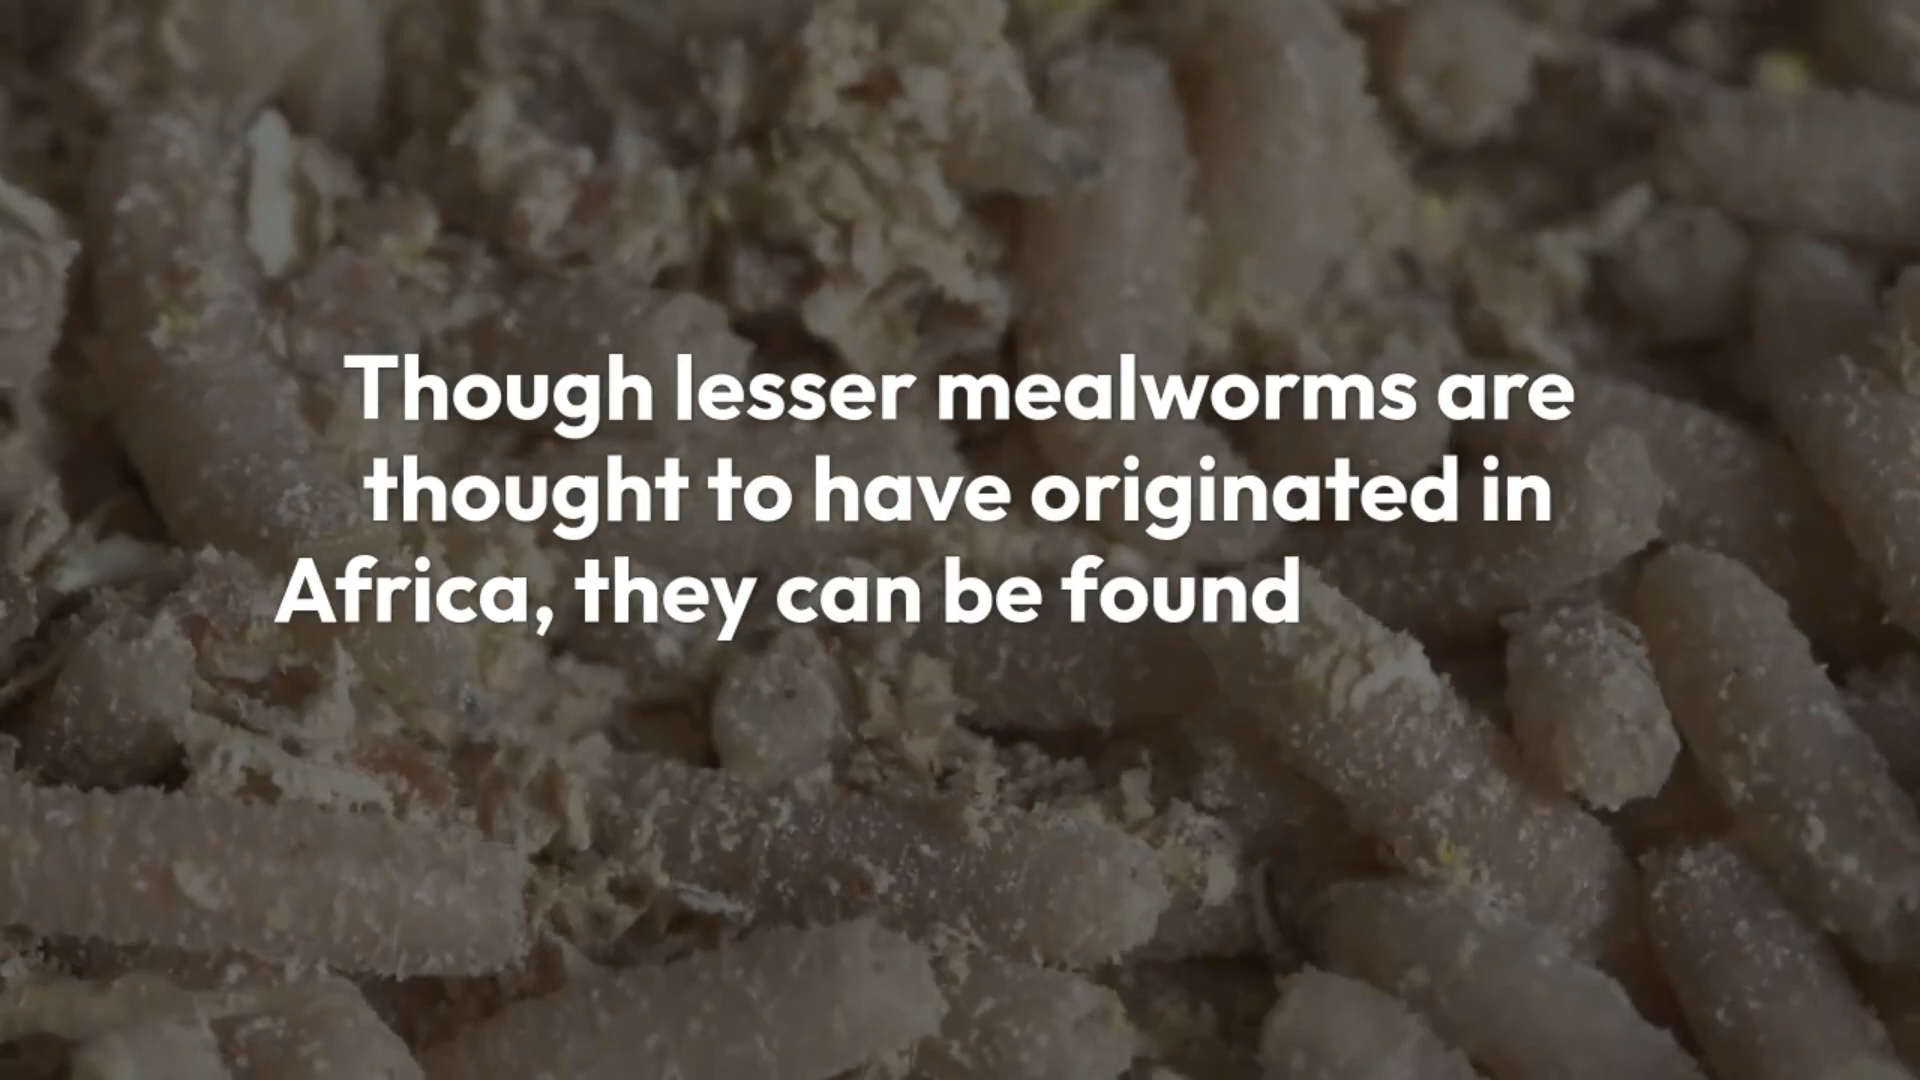 Though lesser mealworms are
thought to have originated in
Africa, they can be found